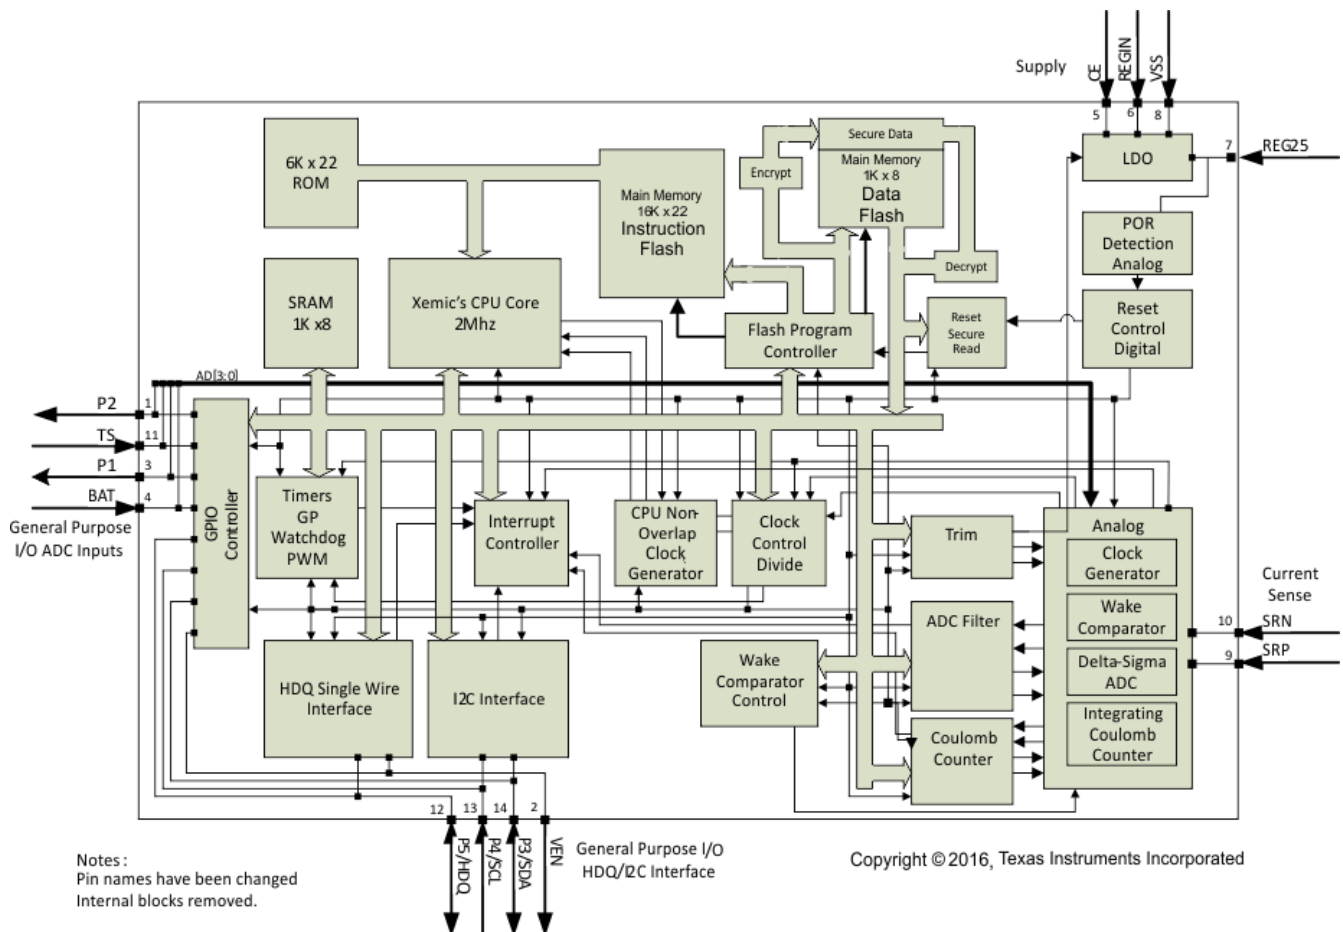 Supply
CE
REGIN
VSS
5
6
8
7
REG25
LDO
6K x 22
ROM
Main Memory
16K x 22
Instruction
Flash
Encrypt
Secure Data
Main Memory
1K x 8
Data
Flash
Decrypt
POR
Detection
Analog
SRAM
1K x8
Xemic's CPU Core
2Mhz
Flash Program
Controller
Reset
Secure
Read
Reset
Control
Digital
AD[3:0]
P2
1
TS
11
P1
3
BAT
4
General Purpose
I/O ADC Inputs
GPIO
Controller
Timers
GP
Watchdog
PWM
Interrupt
Controller
CPU Non-
Overlap
Clock
Generator
Clock
Control
Divide
Trim
Analog
Clock
Generator
Wake
Comparator
Delta-Sigma
ADC
Integrating
Coulomb
Counter
Current
Sense
10
SRN
9
SRP
HDQ Single Wire
Interface
I2C Interface
Wake
Comparator
Control
ADC Filter
Coulomb
Counter
12
13
14
2
P5/HDQ
P4/SCL
P3/SDA
VEN
General Purpose I/O
HDQ/I2C Interface
Notes :
Pin names have been changed
Internal blocks removed.
Copyright © 2016, Texas Instruments Incorporated